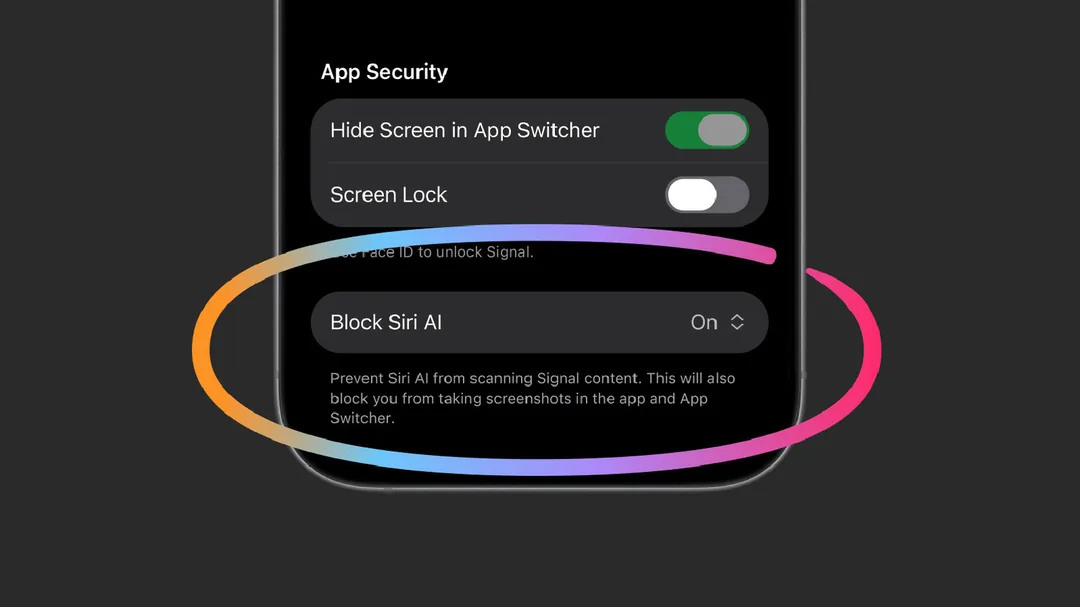 App Security
Hide Screen in App Switcher
Screen Lock
Face ID to unlock Signal.
Block Siri AI
On
Prevent Siri AI from scanning Signal content. This will also
block you from taking screenshots in the app and App
Switcher.